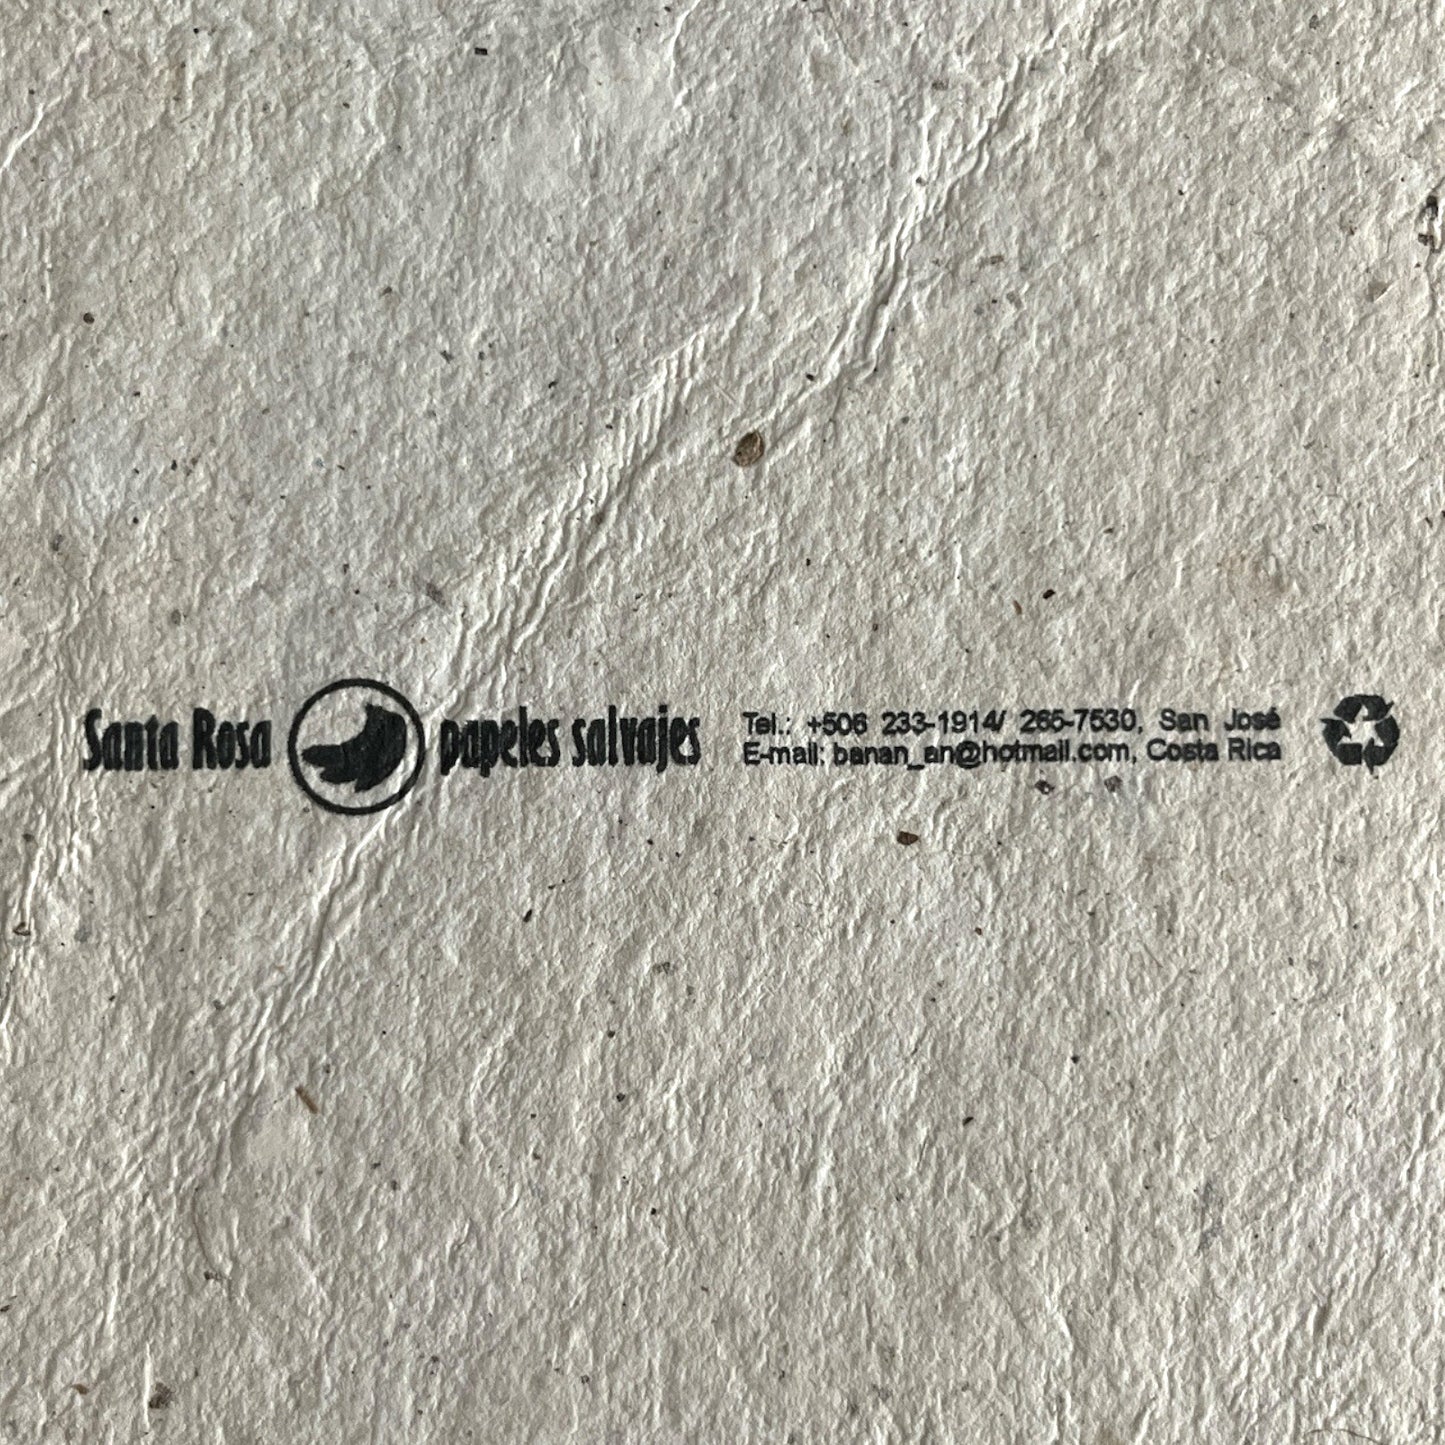 Santa Rosa papeles salvajes
Tel.: +506 233-1914/ 265-7530, San José
E-mail: banan_an@hotmail.com, Costa Rica